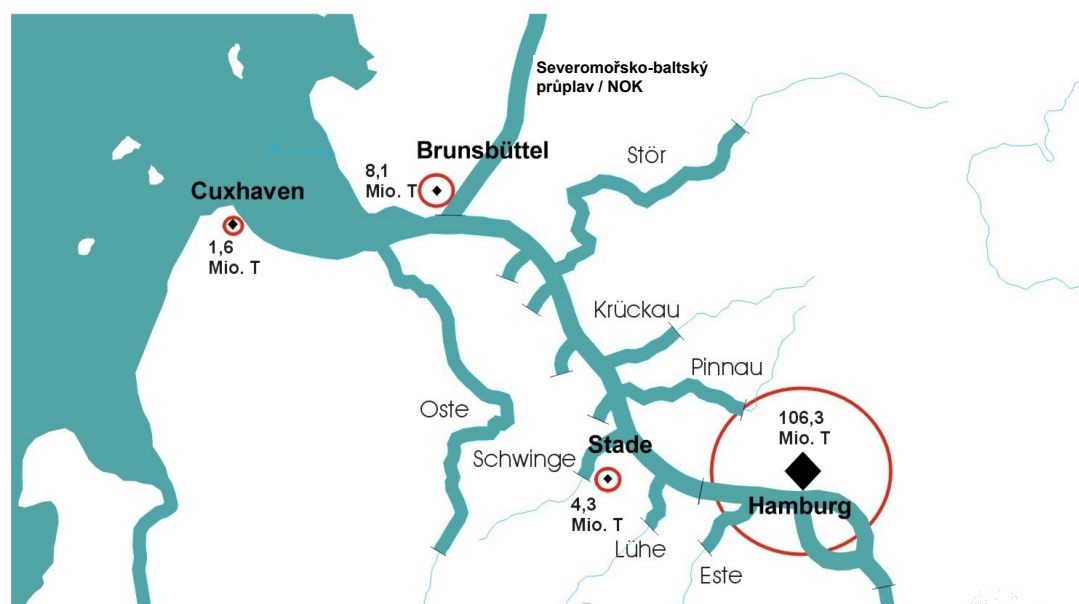 Severomořsko-baltský
průplav / NOK
Brunsbüttel
Stör
8,1
Mio. T
Cuxhaven
1,6
Mio. T
Krückau
Pinnau
Oste
106,3
Mio. T
Stade
Schwinge
Hamburg
4,3
Mio. T
Lühe
Este